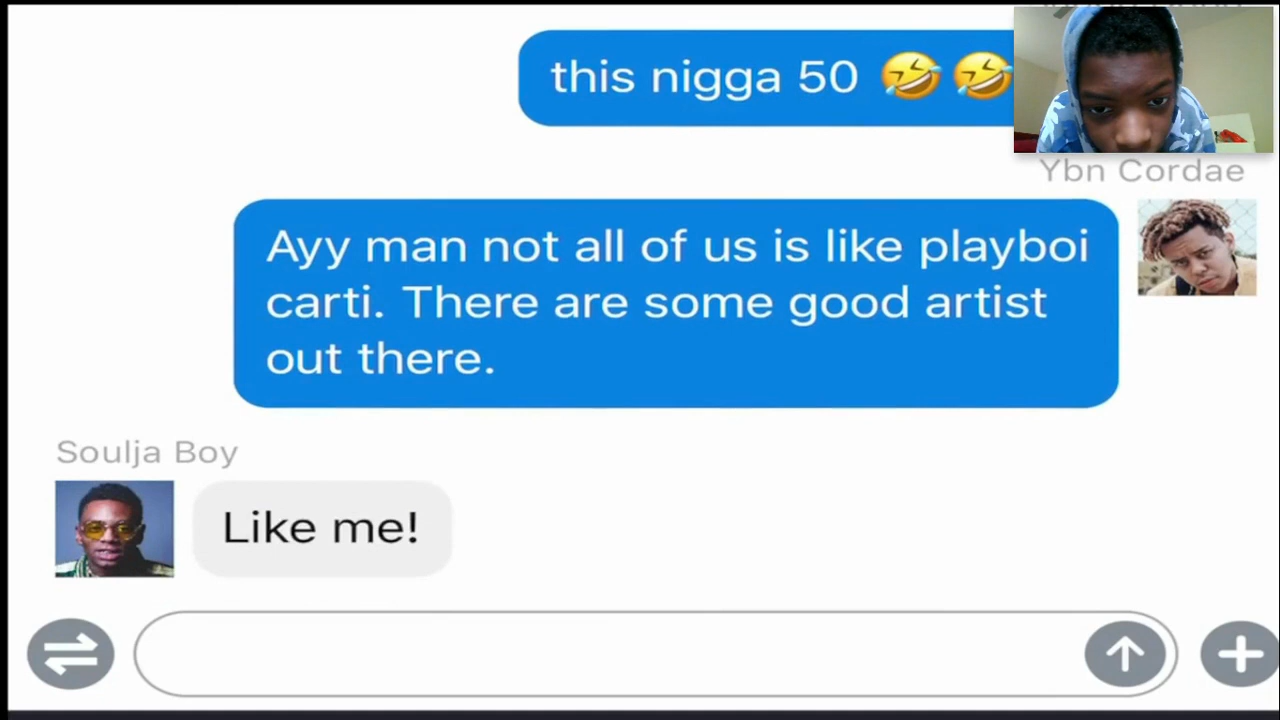 this nigga 50 🤣🤣
Ybn Cordae
Ayy man not all of us is like playboi
carti. There are some good artist
out there.
Soulja Boy
Like me!